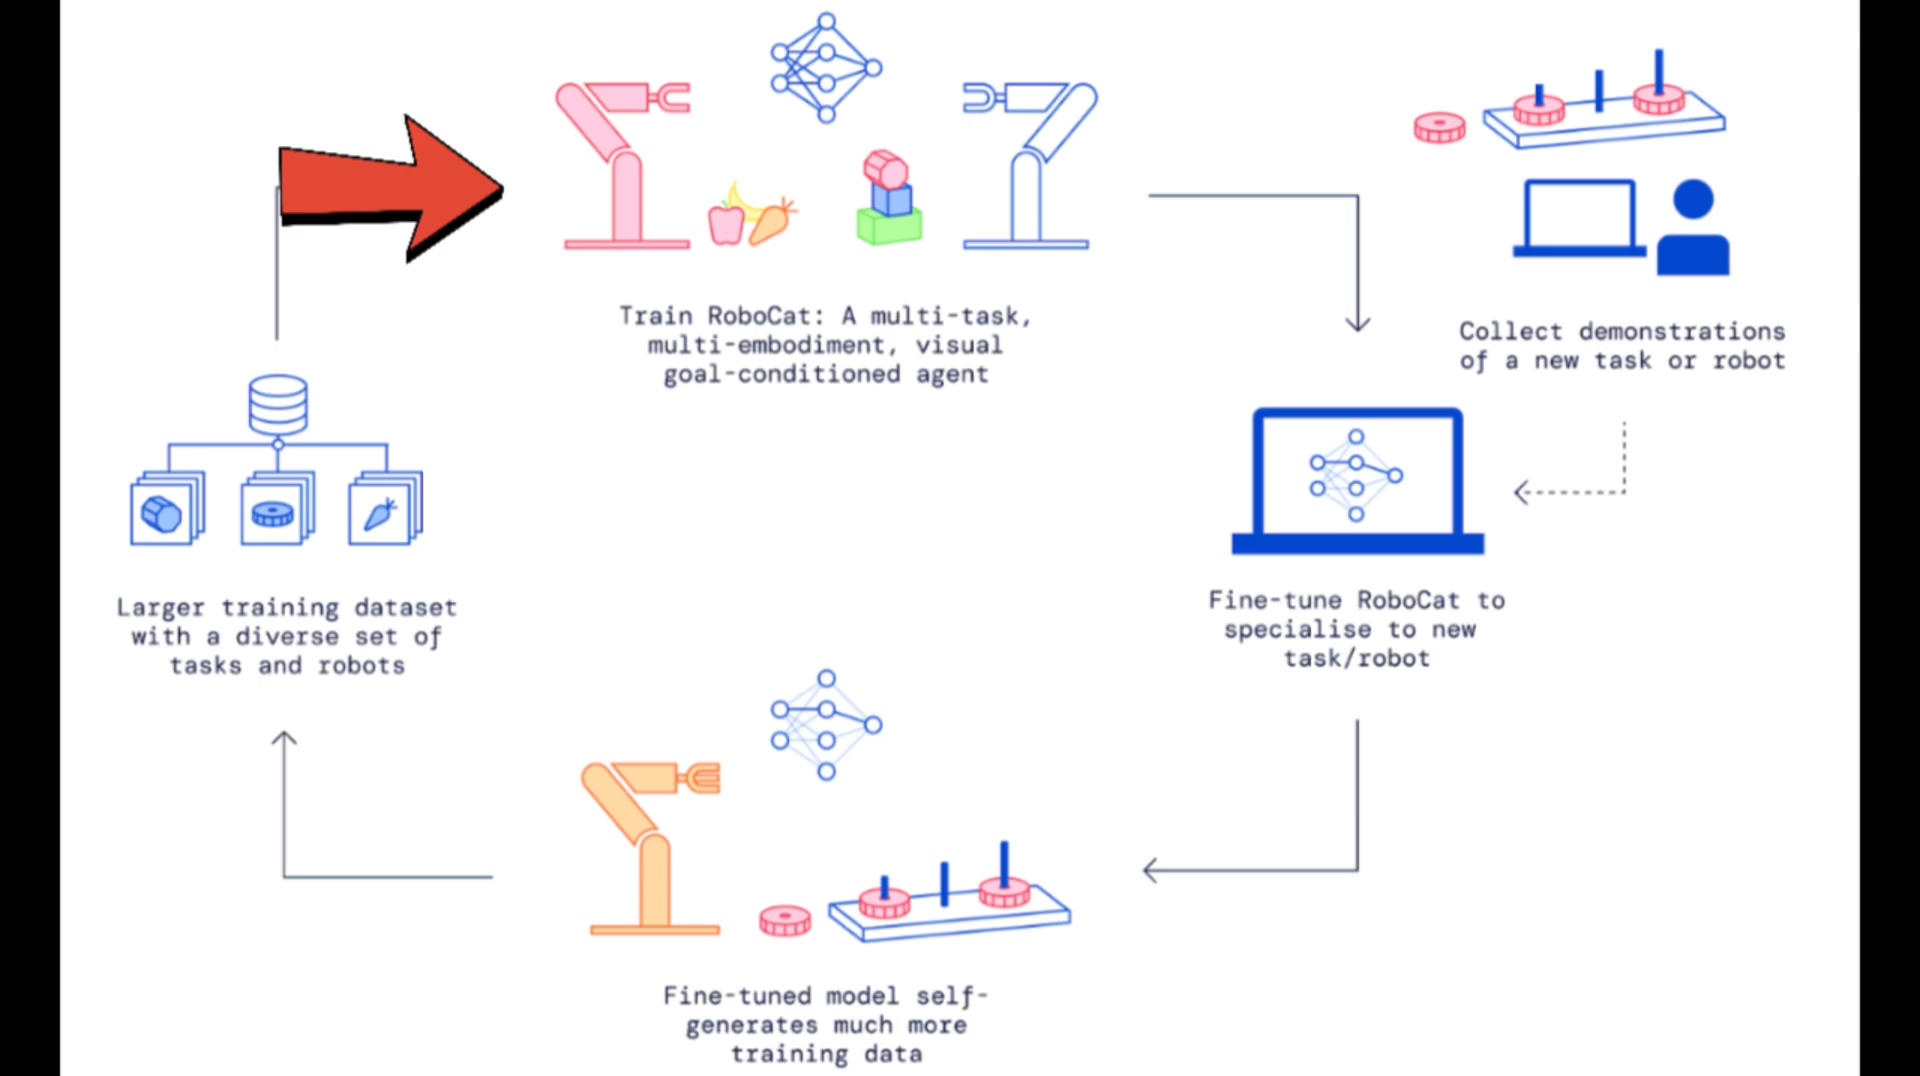 Train RoboCat: A multi-task,
multi-embodiment, visual
goal-conditioned agent
Collect demonstrations
of a new task or robot
Fine-tune RoboCat to
specialise to new
task/robot
Fine-tuned model self-
generates much more
training data
Larger training dataset
with a diverse set of
tasks and robots